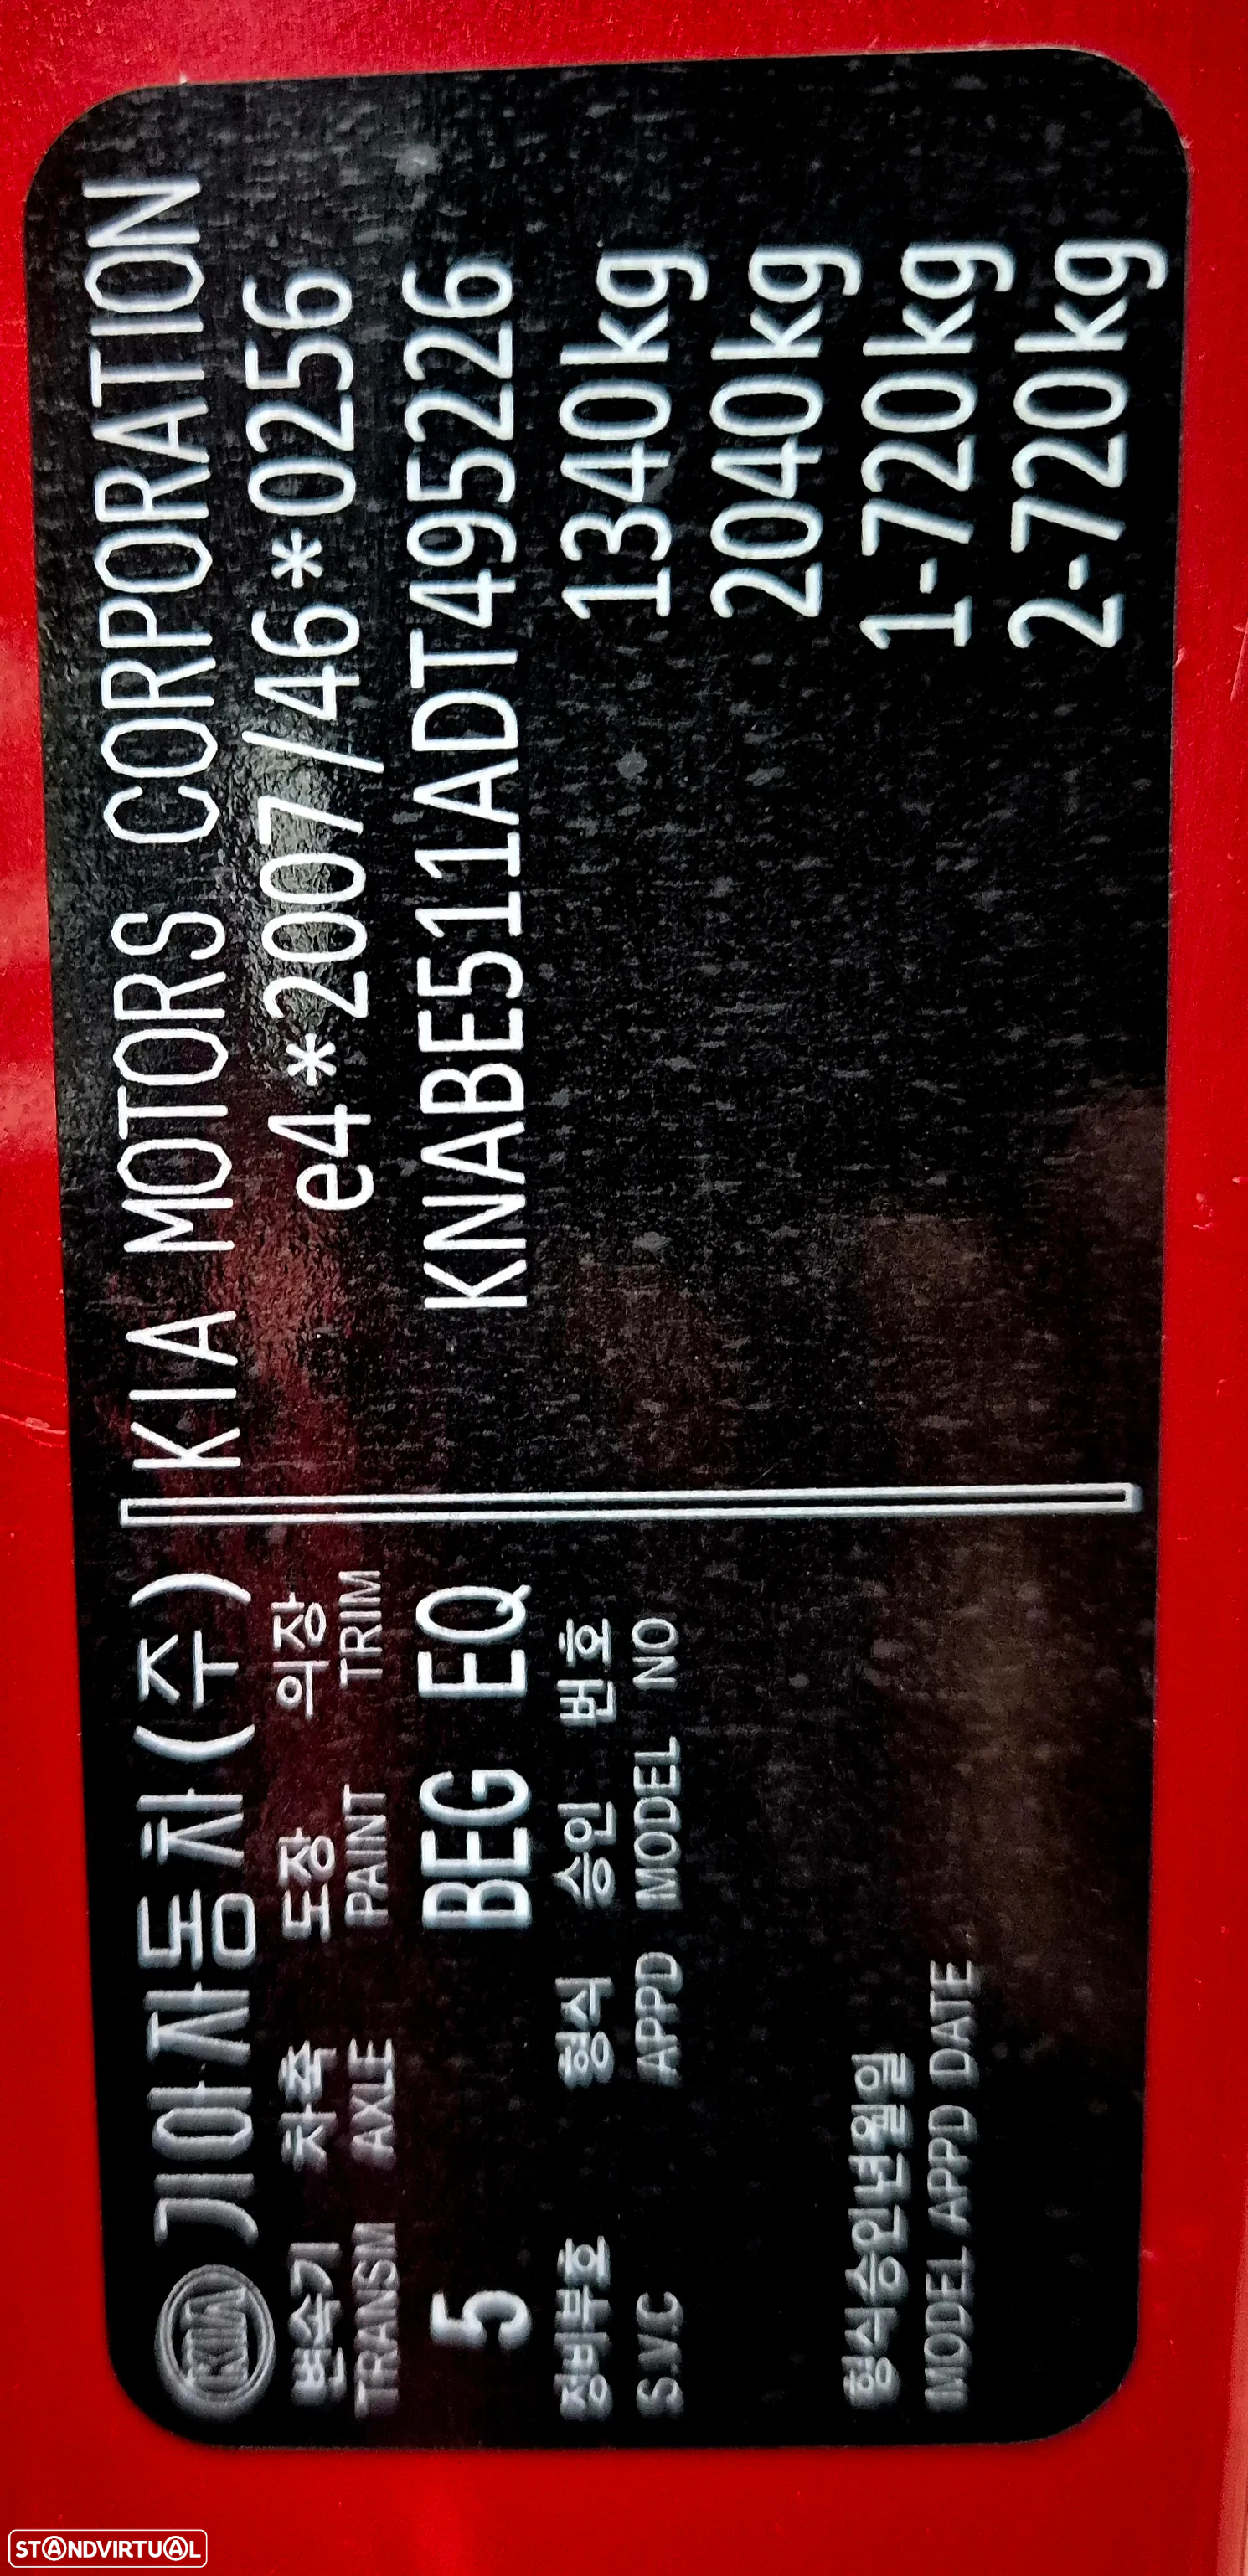 KIA 기아자동차(주) KIA MOTORS CORPORATION
변속기 차축 도장 의장 e4*2007/46*0256
TRANSM AXLE PAINT TRIM
5 BEG EQ KNABE511ADT495226
정비부호 형식 승인 번호 1340kg
S.V.C APPD MODEL NO
2040kg
형식승인년월일 1-720kg
MODEL APPD DATE
2-720kg
STANDVIRTUAL